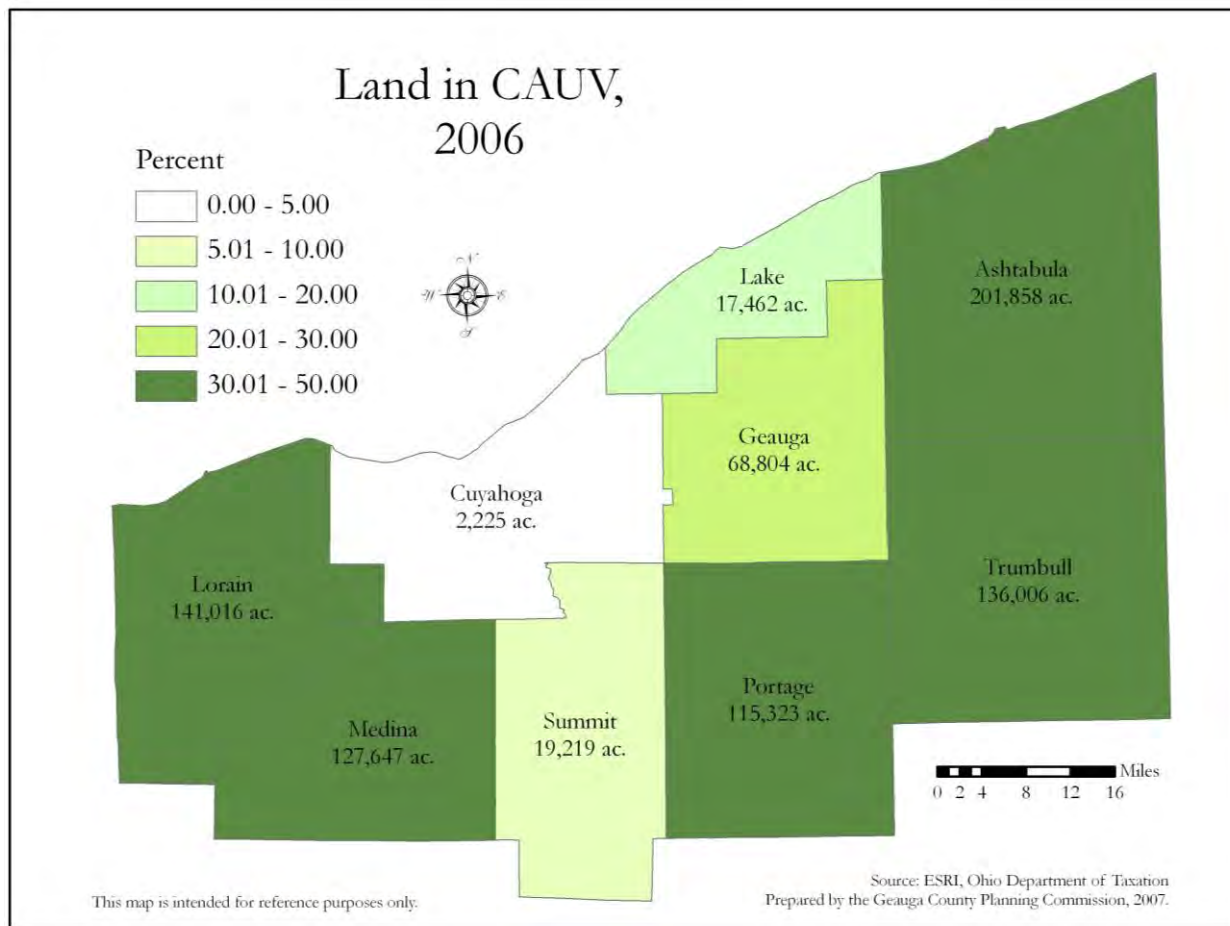 Land in CAUV,
2006
Percent
0.00 - 5.00
5.01 - 10.00
10.01 - 20.00
20.01 - 30.00
30.01 - 50.00
N
W
E
S
Lake
17,462 ac.
Ashtabula
201,858 ac.
Geauga
68,804 ac.
Cuyahoga
2,225 ac.
Lorain
141,016 ac.
Trumbull
136,006 ac.
Medina
127,647 ac.
Summit
19,219 ac.
Portage
115,323 ac.
Miles
0 2 4 8 12 16
This map is intended for reference purposes only.
Source: ESRI, Ohio Department of Taxation
Prepared by the Geauga County Planning Commission, 2007.